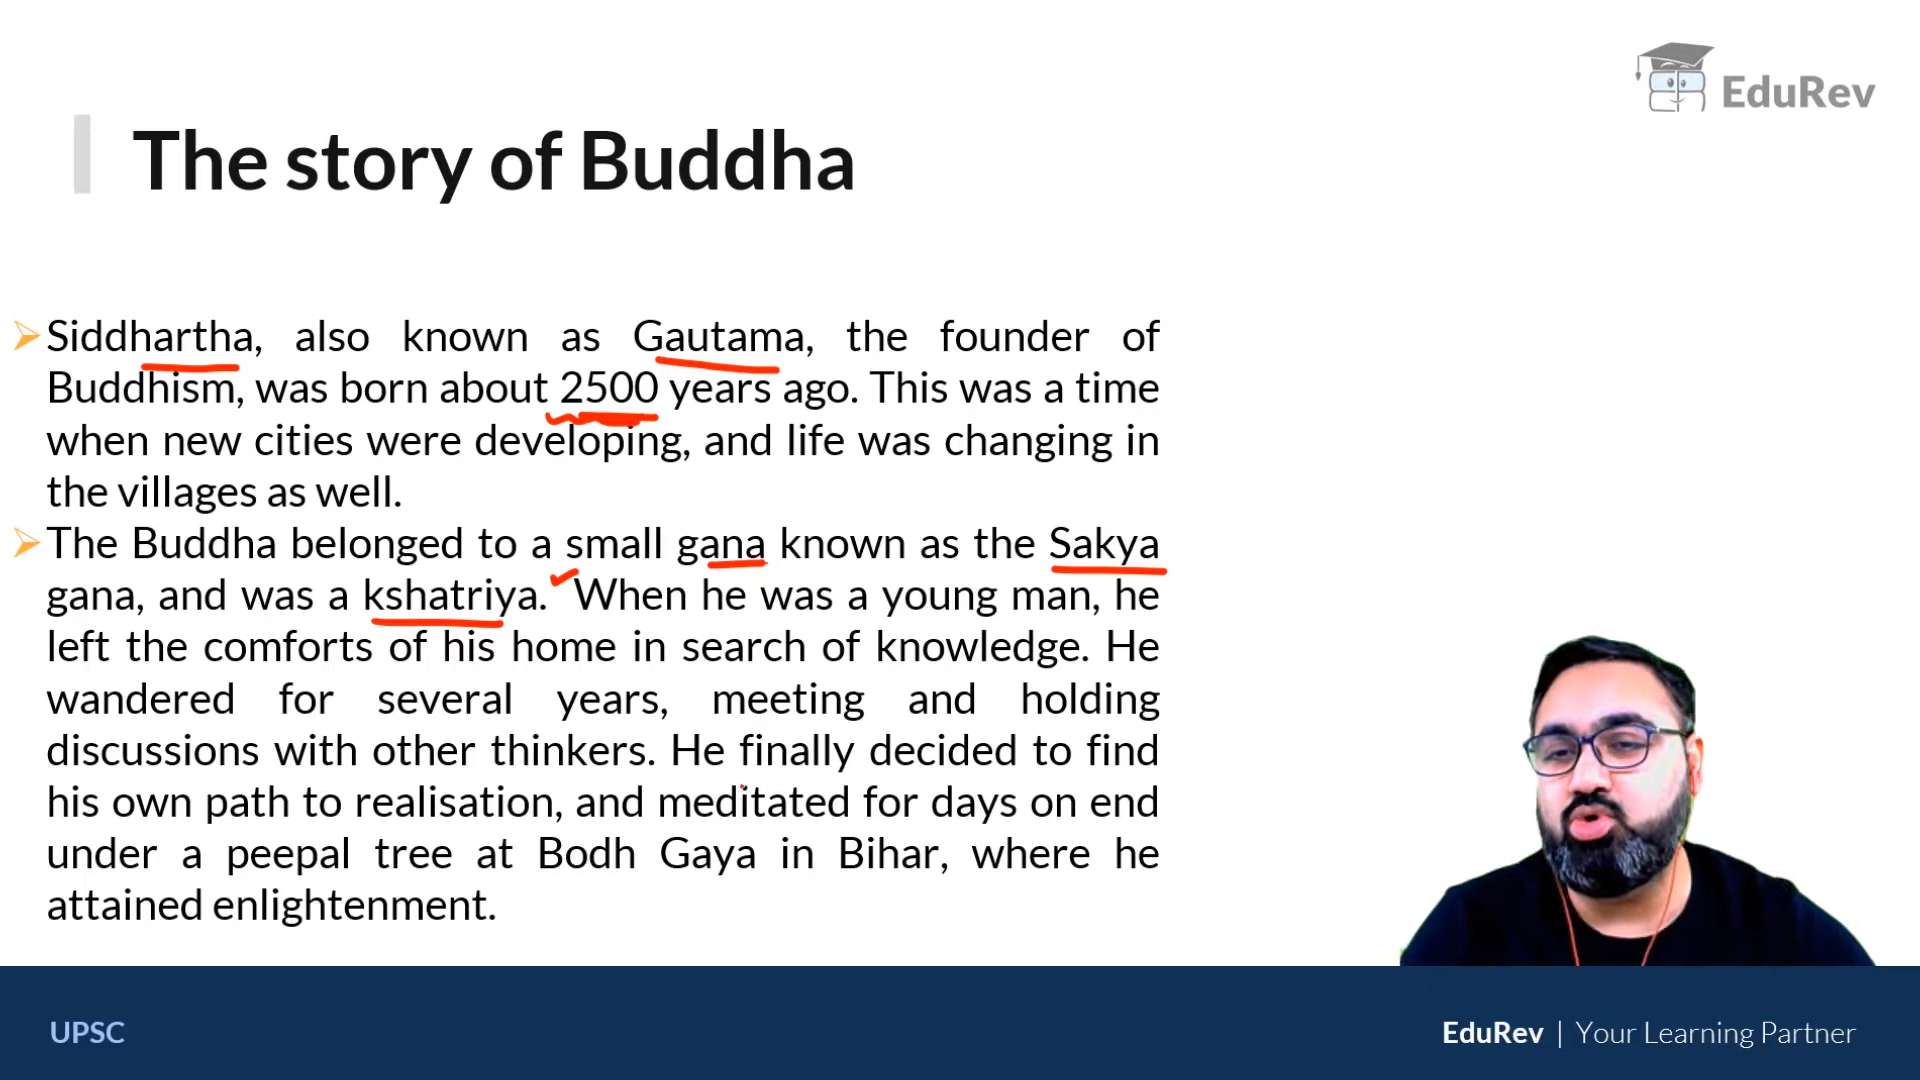 EduRev
The story of Buddha
Siddhartha, also known as Gautama, the founder of
Buddhism, was born about 2500 years ago. This was a time
when new cities were developing, and life was changing in
the villages as well.
The Buddha belonged to a small gana known as the Sakya
gana, and was a kshatriya. When he was a young man, he
left the comforts of his home in search of knowledge. He
wandered for several years, meeting and holding
discussions with other thinkers. He finally decided to find
his own path to realisation, and meditated for days on end
under a peepal tree at Bodh Gaya in Bihar, where he
attained enlightenment.
UPSC
EduRev | Your Learning Partner